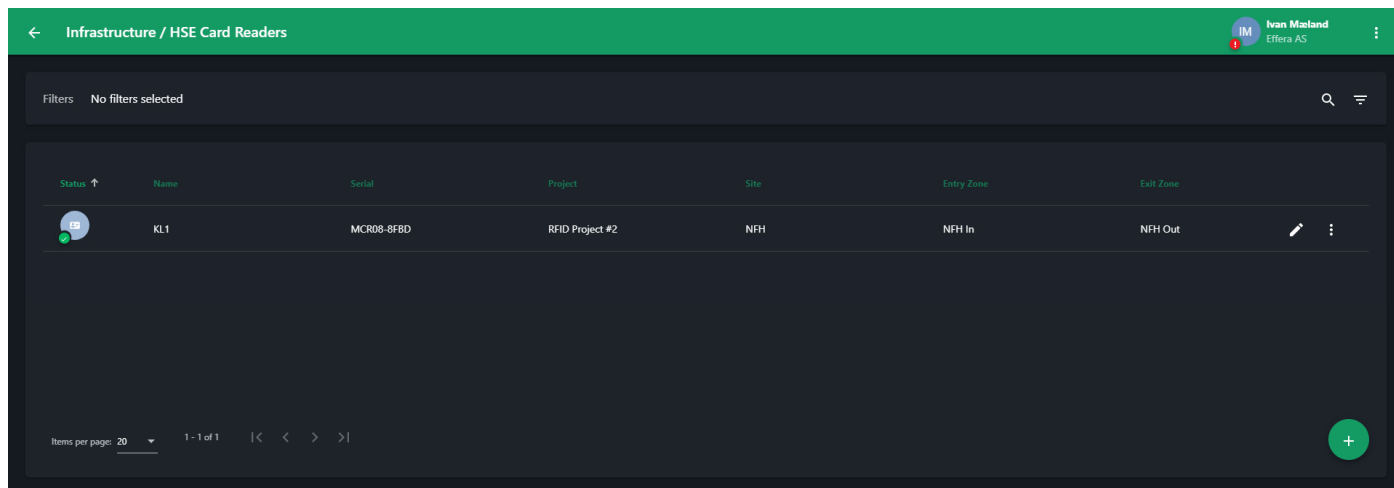 Infrastructure / HSE Card Readers
IM
!
Ivan Mæland
Effera AS
Filters No filters selected
Status Name Serial Project Site Entry Zone Exit Zone
KL1 MCR08-8FBD RFID Project #2 NFH NFH In NFH Out
Items per page: 20 1 - 1 of 1